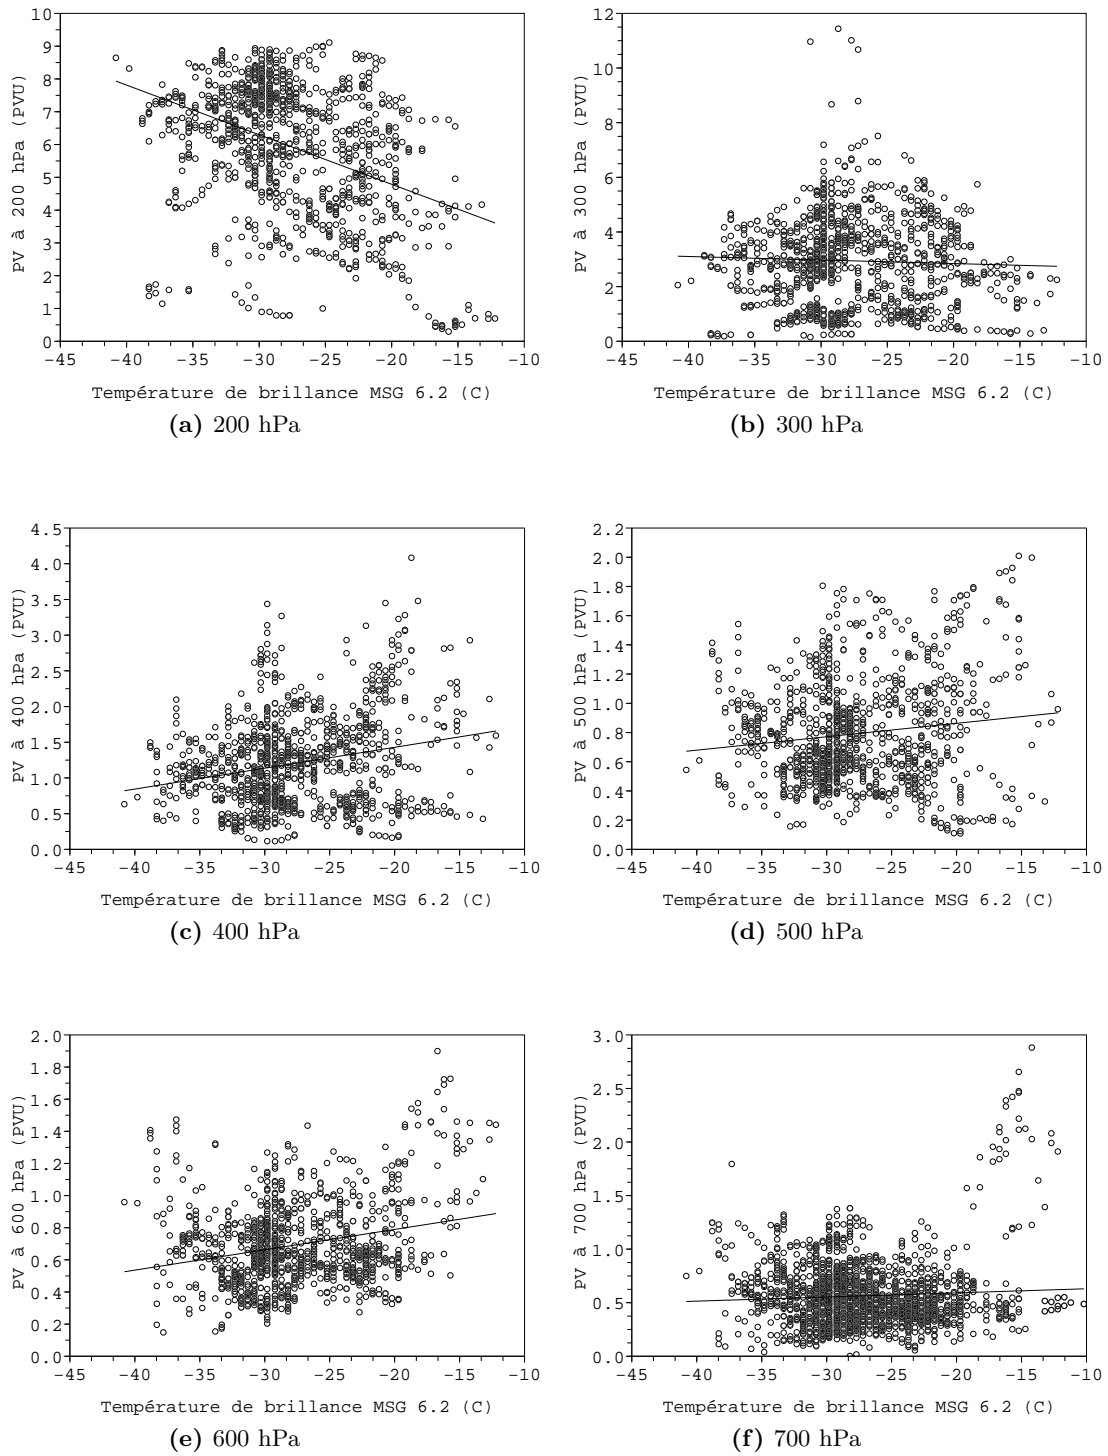 10
9
8
7
6
5
4
3
2
1
0
PV à 200 hPa (PVU)
-45 -40 -35 -30 -25 -20 -15 -10
Température de brillance MSG 6.2 (C)
(a) 200 hPa
12
10
8
6
4
2
0
PV à 300 hPa (PVU)
-45 -40 -35 -30 -25 -20 -15 -10
Température de brillance MSG 6.2 (C)
(b) 300 hPa
4.5
4.0
3.5
3.0
2.5
2.0
1.5
1.0
0.5
0.0
PV à 400 hPa (PVU)
-45 -40 -35 -30 -25 -20 -15 -10
Température de brillance MSG 6.2 (C)
(c) 400 hPa
2.2
2.0
1.8
1.6
1.4
1.2
1.0
0.8
0.6
0.4
0.2
0.0
PV à 500 hPa (PVU)
-45 -40 -35 -30 -25 -20 -15 -10
Température de brillance MSG 6.2 (C)
(d) 500 hPa
2.0
1.8
1.6
1.4
1.2
1.0
0.8
0.6
0.4
0.2
0.0
PV à 600 hPa (PVU)
-45 -40 -35 -30 -25 -20 -15 -10
Température de brillance MSG 6.2 (C)
(e) 600 hPa
3.0
2.5
2.0
1.5
1.0
0.5
0.0
PV à 700 hPa (PVU)
-45 -40 -35 -30 -25 -20 -15 -10
Température de brillance MSG 6.2 (C)
(f) 700 hPa